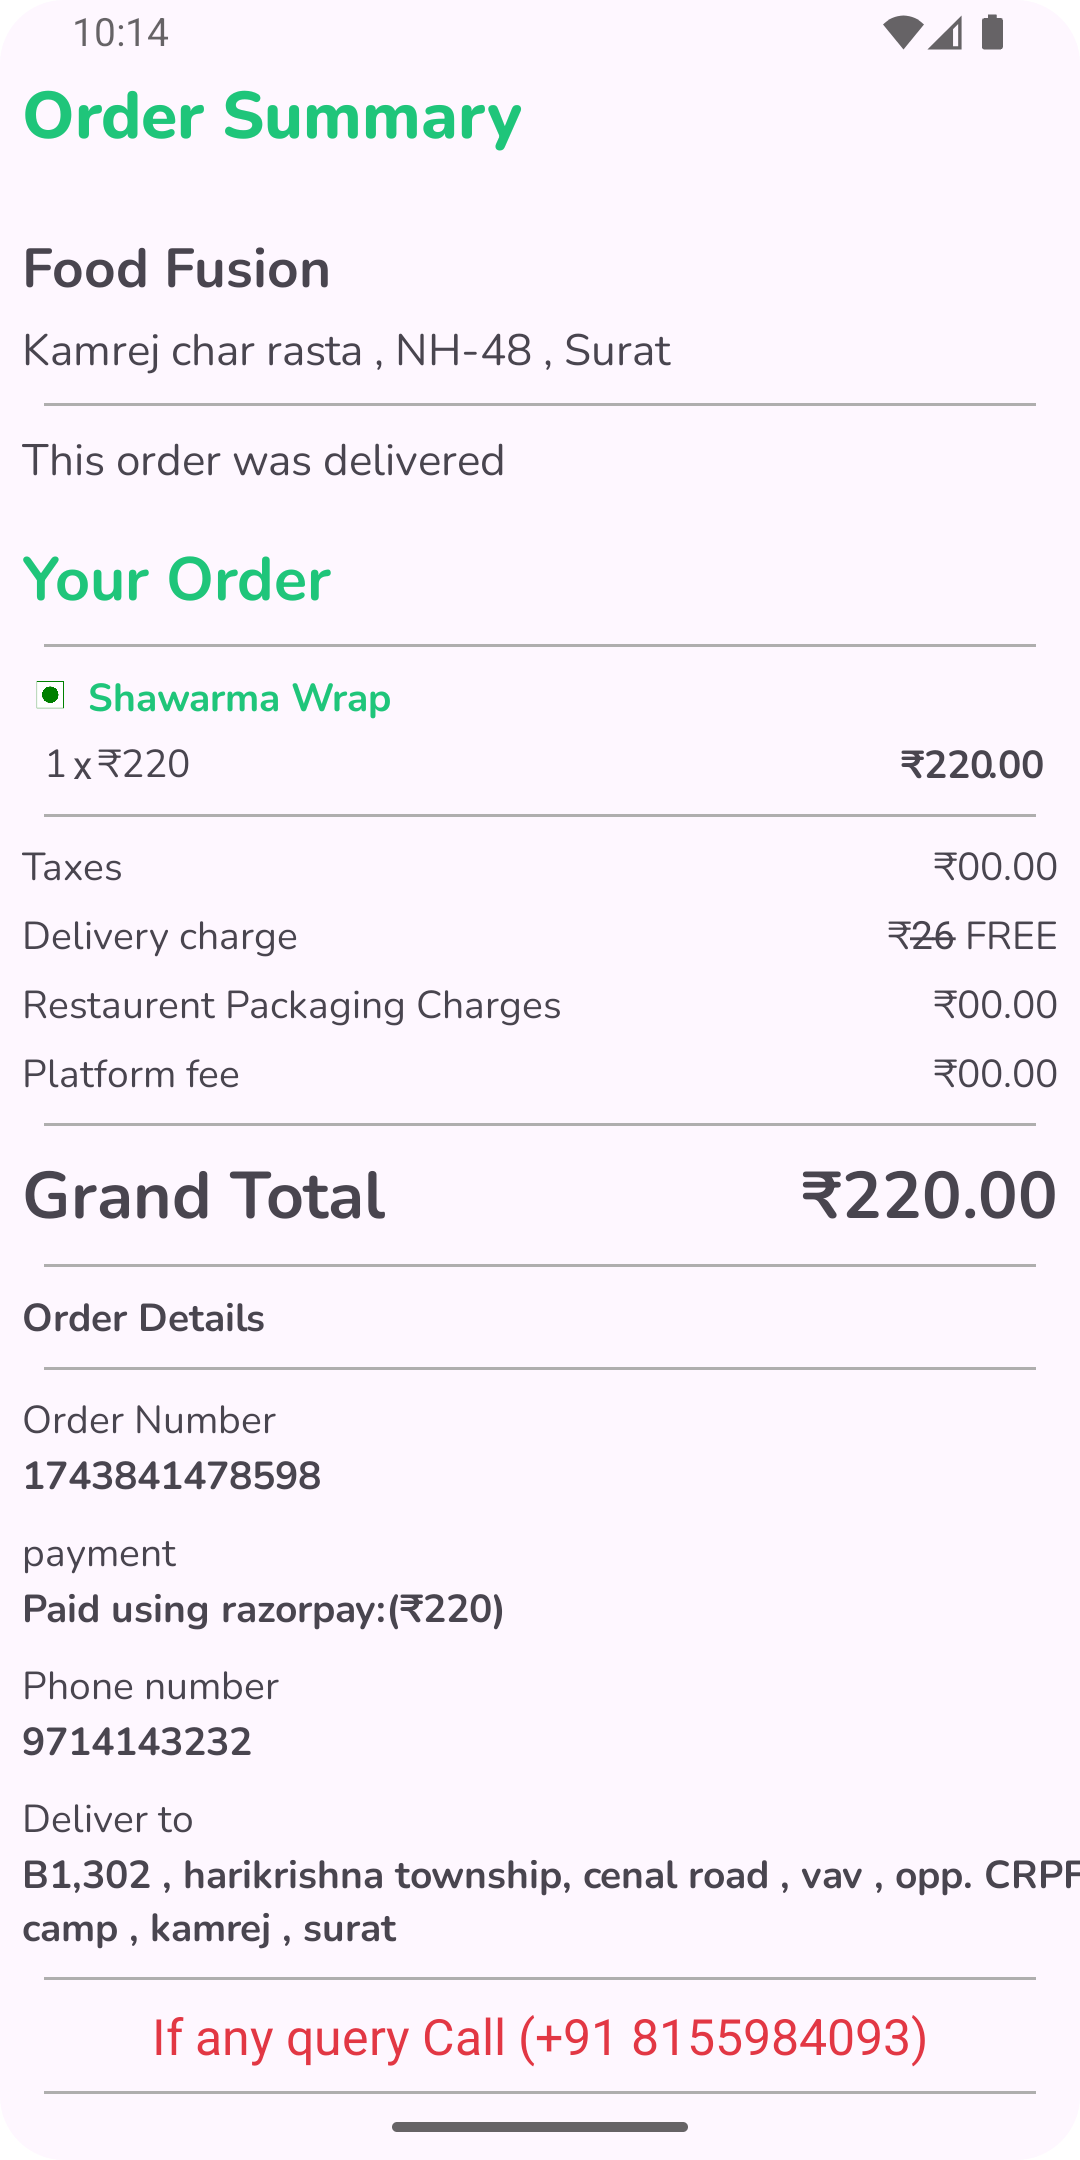 10:14
Order Summary
Food Fusion
Kamrej char rasta , NH-48 , Surat
This order was delivered
Your Order
Shawarma Wrap
1 x ₹220 ₹220.00
Taxes ₹00.00
Delivery charge ₹26 FREE
Restaurent Packaging Charges ₹00.00
Platform fee ₹00.00
Grand Total ₹220.00
Order Details
Order Number
1743841478598
payment
Paid using razorpay:(₹220)
Phone number
9714143232
Deliver to
B1,302 , harikrishna township, cenal road , vav , opp. CRPF
camp , kamrej , surat
If any query Call (+91 8155984093)